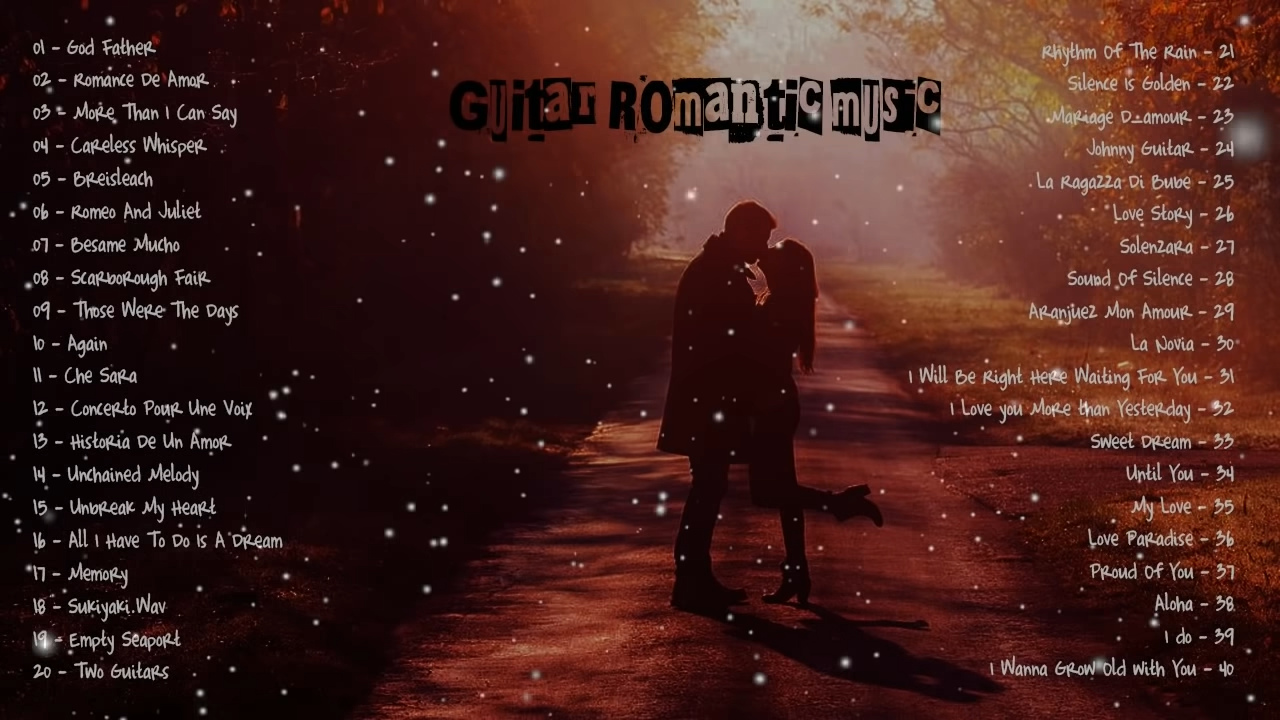 Guitar Romantic music
01 - God Father
02 - Romance De Amor
03 - More Than I Can Say
04 - Careless Whisper
05 - Breisleach
06 - Romeo And Juliet
07 - Besame Mucho
08 - Scarborough Fair
09 - Those Were The Days
10 - Again
11 - Che Sara
12 - Concerto Pour Une Voix
13 - Historia De Un Amor
14 - Unchained Melody
15 - Unbreak My Heart
16 - All I Have To Do Is A Dream
17 - Memory
18 - Sukiyaki.Wav
19 - Empty Seaport
20 - Two Guitars
Rhythm Of The Rain - 21
Silence Is Golden - 22
Mariage D_amour - 23
Johnny Guitar - 24
La Ragazza Di Bube - 25
Love Story - 26
Solenzara - 27
Sound Of Silence - 28
Aranjuez Mon Amour - 29
La Novia - 30
I Will Be Right Here Waiting For You - 31
I Love you More than Yesterday - 32
Sweet Dream - 33
Until You - 34
My Love - 35
Love Paradise - 36
Proud Of You - 37
Aloha - 38
I do - 39
I Wanna Grow Old With You - 40